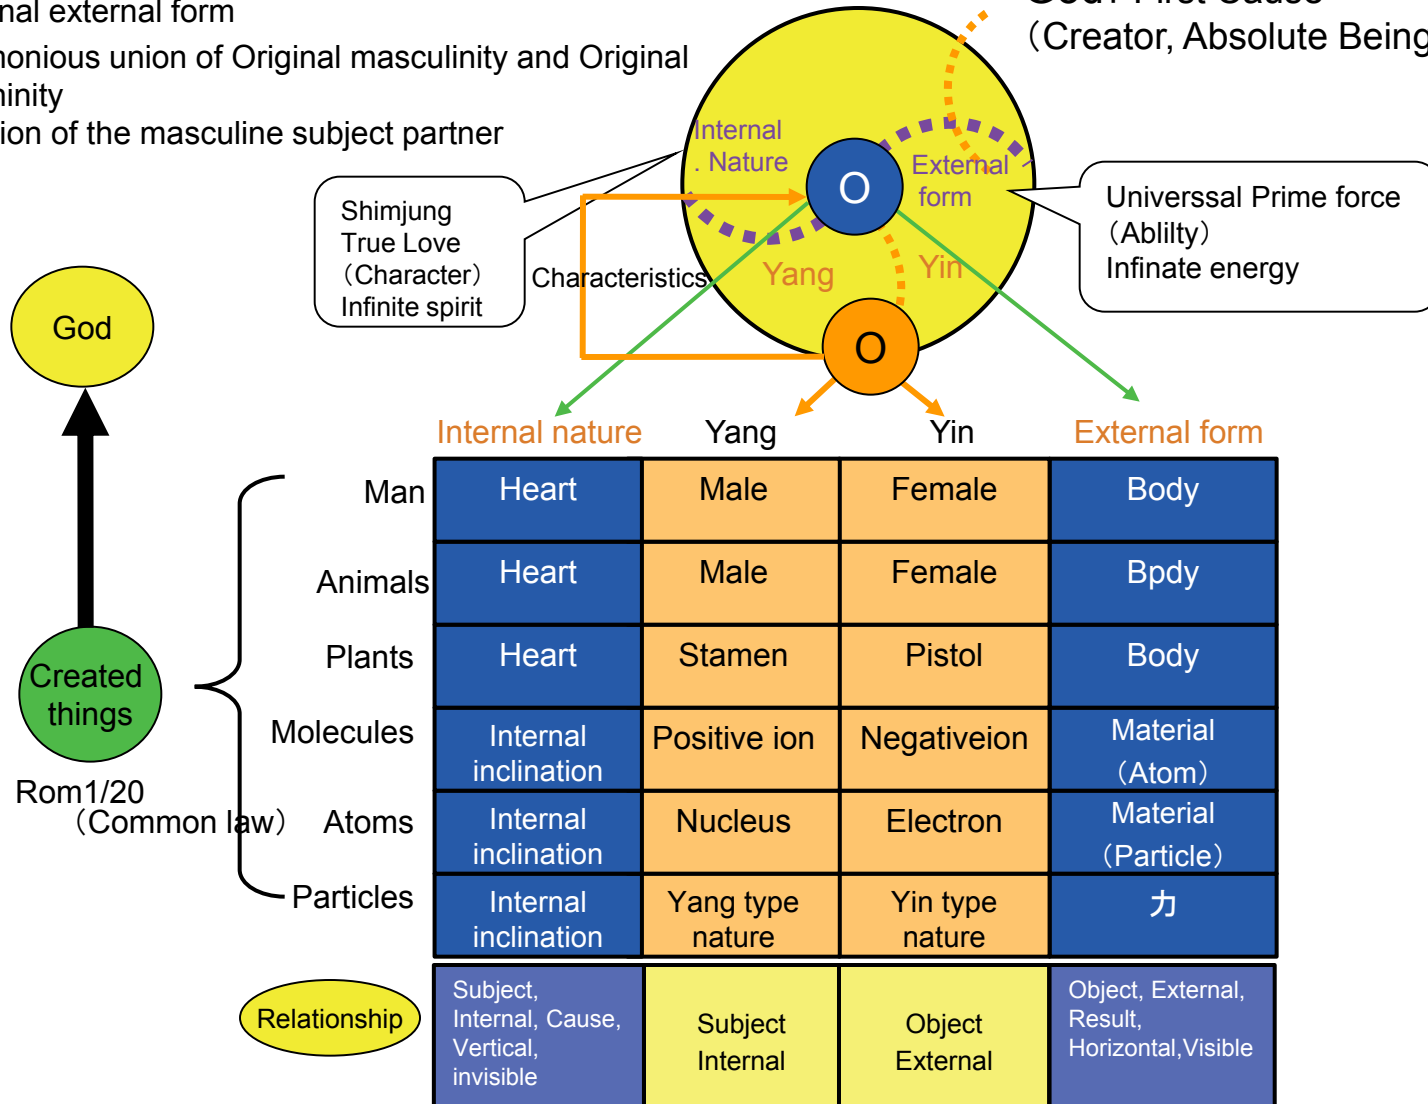 nal external form
God: First Cause
（Creator, Absolute Being
monious union of Original masculinity and Original
ninity
ion of the masculine subject partner
Internal
. Nature
External
form
O
Shimjung
True Love
（Character）
Infinite spirit
Characteristics
Yang
Yin
Universsal Prime force
（Ablilty）
Infinate energy
God
O
Internal nature Yang Yin External form
Man Heart Male Female Body
Animals Heart Male Female Bpdy
Plants Heart Stamen Pistol Body
Created
things
Molecules Internal
inclination
Positive ion Negativeion Material
（Atom）
Rom1/20
（Common law）
Atoms Internal
inclination
Nucleus Electron Material
（Particle）
Particles Internal
inclination
Yang type
nature
Yin type
nature
力
Relationship
Subject,
Internal, Cause,
Vertical,
invisible
Subject
Internal
Object
External
Object, External,
Result,
Horizontal,Visible